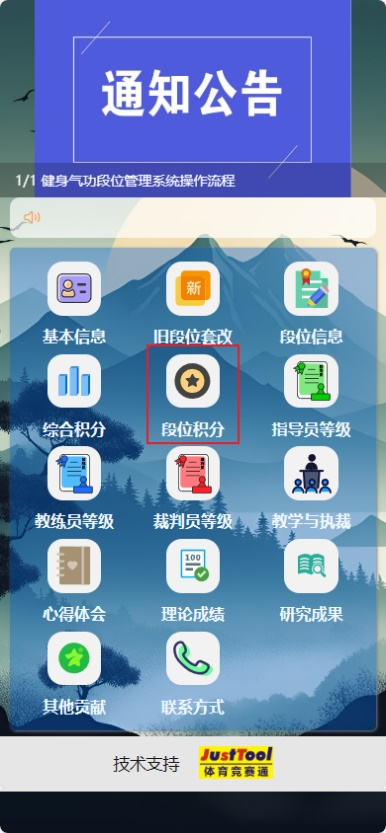 通知公告
1/1 健身气功段位管理系统操作流程
基本信息
新
旧段位套改
段位信息
综合积分
段位积分
指导员等级
教练员等级
裁判员等级
教学与执裁
100
心得体会
理论成绩
研究成果
其他贡献
联系方式
技术支持
JustTool
体育竞赛通